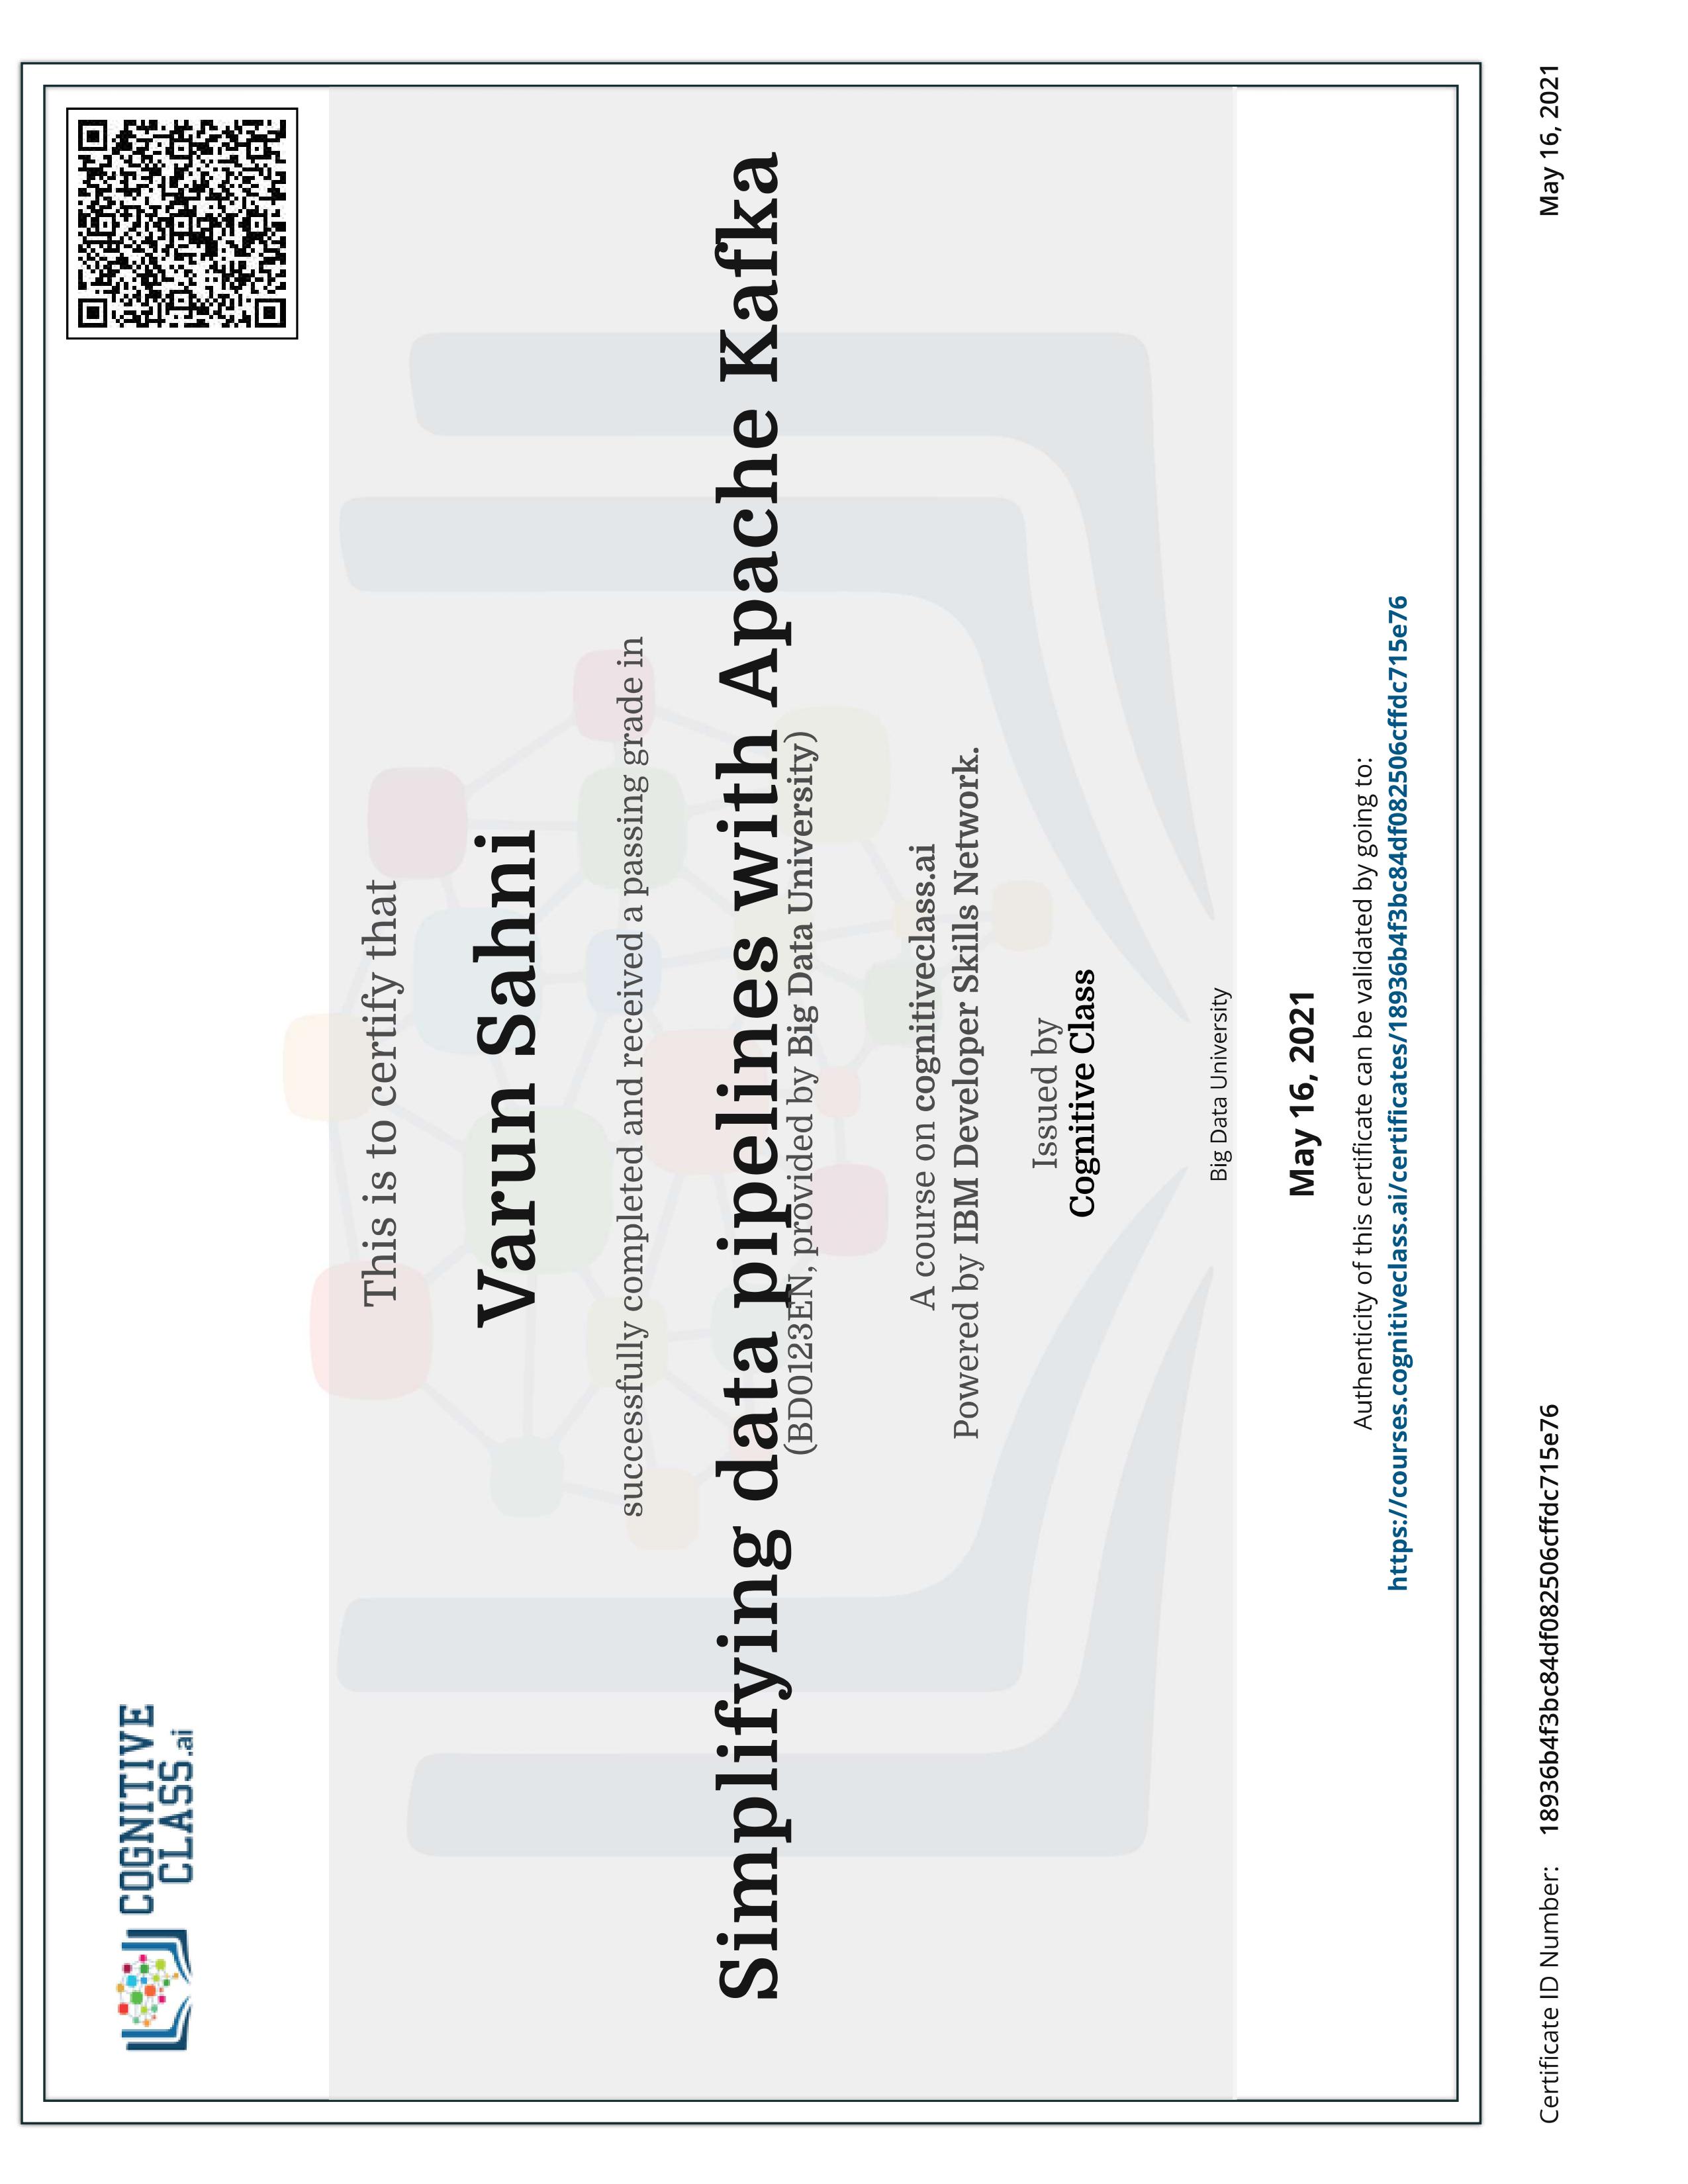 COGNITIVE
CLASS.ai
This is to certify that
Varun Sahni
successfully completed and received a passing grade in
Simplifying data pipelines with Apache Kafka
(BD0123EN, provided by Big Data University)
A course on cognitiveclass.ai
Powered by IBM Developer Skills Network.
Issued by
Cognitive Class
Big Data University
May 16, 2021
Authenticity of this certificate can be validated by going to:
https://courses.cognitiveclass.ai/certificates/18936b4f3bc84df082506cffdc715e76
Certificate ID Number: 18936b4f3bc84df082506cffdc715e76
May 16, 2021